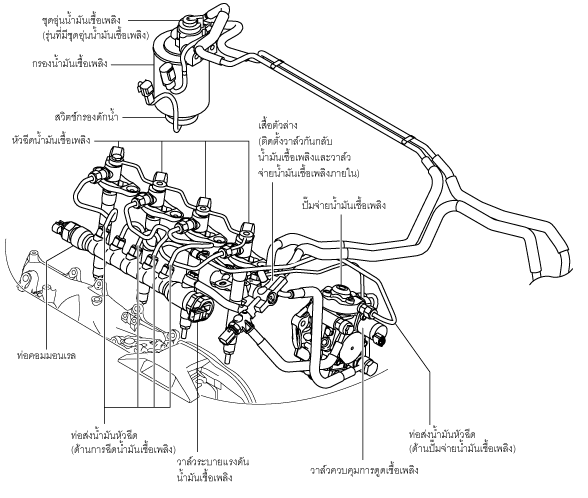 ชุดอุ่นน้ำมันเชื้อเพลิง
(รุ่นที่มีชุดอุ่นน้ำมันเชื้อเพลิง)
กรองน้ำมันเชื้อเพลิง
สวิตช์กรองดักน้ำ
หัวฉีดน้ำมันเชื้อเพลิง
เสื้อตัวล่าง
(ติดตั้งวาล์วกันกลับ
น้ำมันเชื้อเพลิงและวาล์ว
จ่ายน้ำมันเชื้อเพลิงภายใน)
ปั๊มจ่ายน้ำมันเชื้อเพลิง
ท่อคอมมอนเรล
ท่อส่งน้ำมันหัวฉีด
(ด้านการฉีดน้ำมันเชื้อเพลิง)
วาล์วระบายแรงดัน
น้ำมันเชื้อเพลิง
วาล์วควบคุมการดูดเชื้อเพลิง
ท่อส่งน้ำมันหัวฉีด
(ด้านปั๊มจ่ายน้ำมันเชื้อเพลิง)